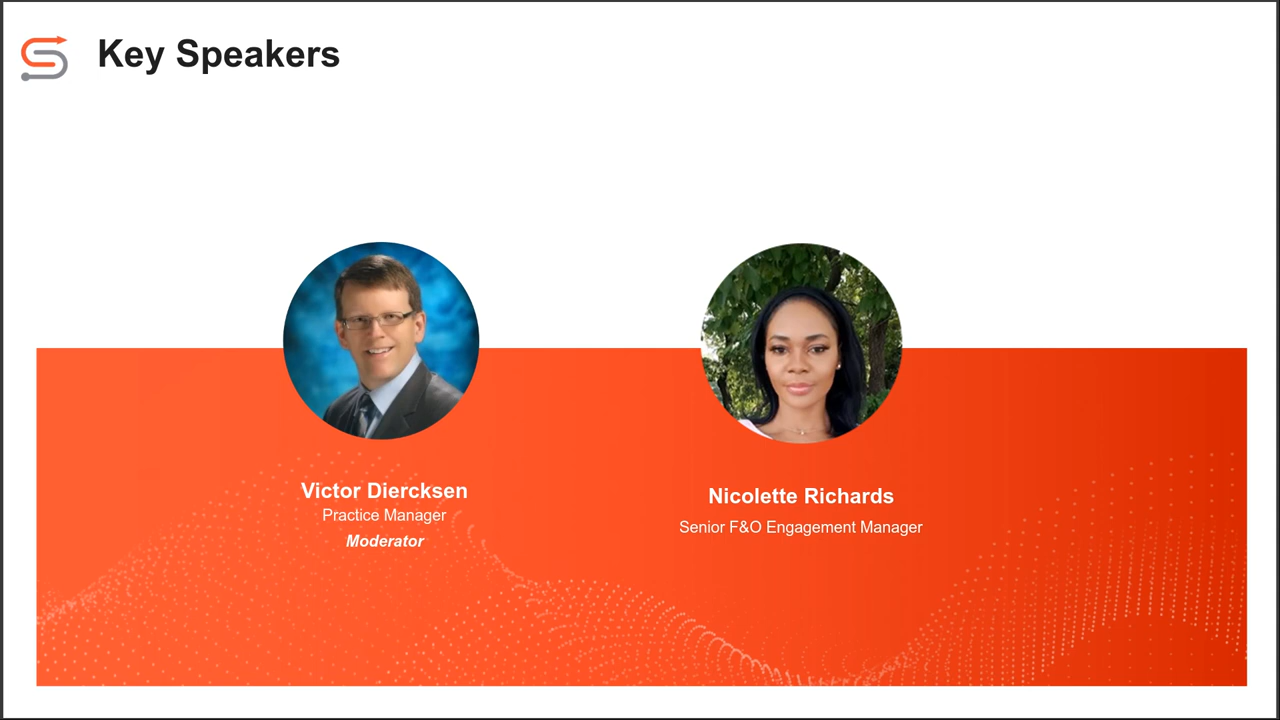 Key Speakers
Victor Diercksen
Practice Manager
Moderator
Nicolette Richards
Senior F&O Engagement Manager